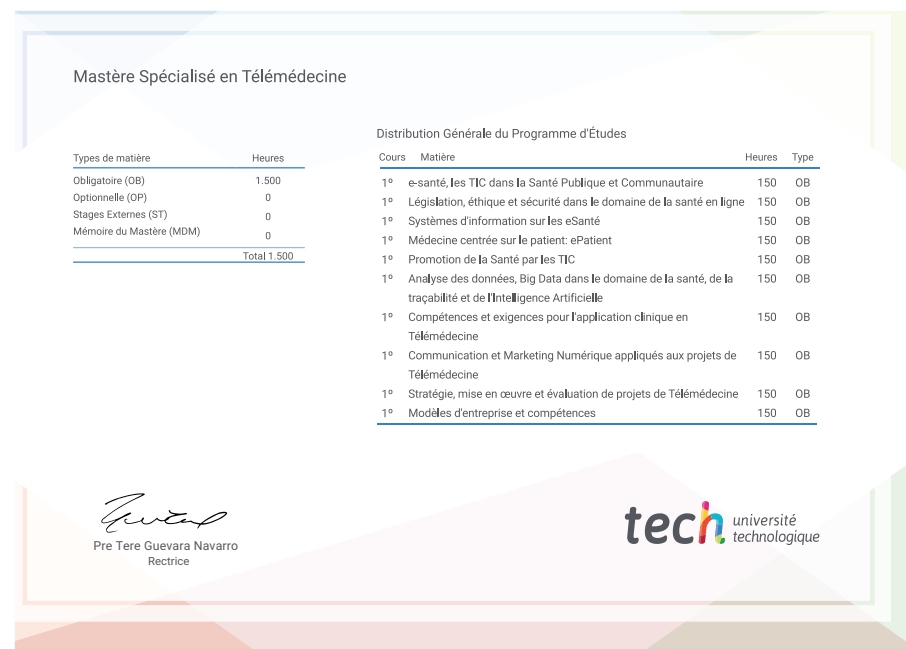 Mastère Spécialisé en Télémédecine
Types de matière Heures
Obligatoire (OB) 1.500
Optionnelle (OP) 0
Stages Externes (ST) 0
Mémoire du Mastère (MDM) 0
Total 1.500
Distribution Générale du Programme d'Études
Cours Matière Heures Type
1º e-santé, les TIC dans la Santé Publique et Communautaire 150 OB
1º Législation, éthique et sécurité dans le domaine de la santé en ligne 150 OB
1º Systèmes d'information sur les eSanté 150 OB
1º Médecine centrée sur le patient: ePatient 150 OB
1º Promotion de la Santé par les TIC 150 OB
1º Analyse des données, Big Data dans le domaine de la santé, de la 150 OB
traçabilité et de l'Intelligence Artificielle
1º Compétences et exigences pour l'application clinique en 150 OB
Télémédecine
1º Communication et Marketing Numérique appliqués aux projets de 150 OB
Télémédecine
1º Stratégie, mise en œuvre et évaluation de projets de Télémédecine 150 OB
1º Modèles d'entreprise et compétences 150 OB
Pre Tere Guevara Navarro
Rectrice
tech université
technologique